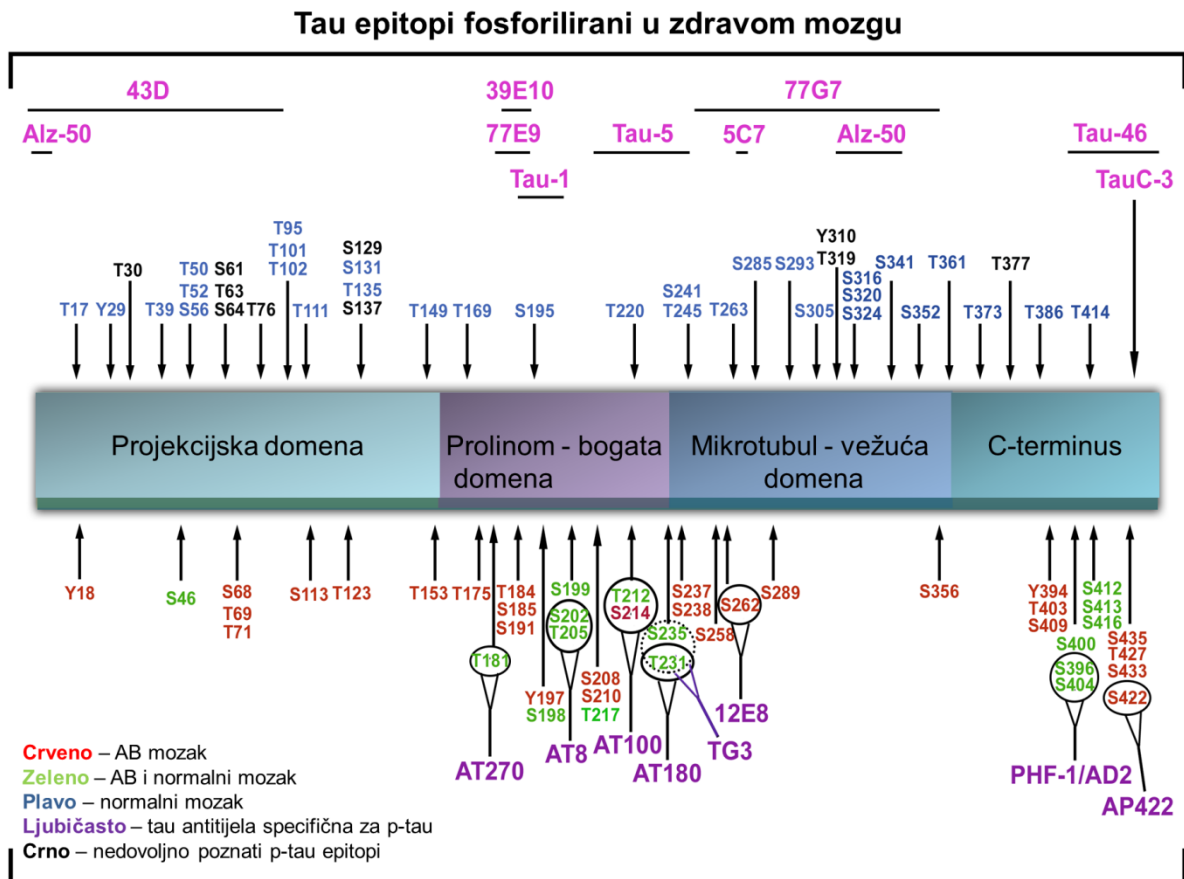 Tau epitopi fosforilirani u zdravom mozgu
43D
39E10
77G7
Alz-50
77E9
Tau-5
5C7
Alz-50
Tau-46
Tau-1
TauC-3
T17
Y29
T30
T39
T50
T52
S56
S61
T63
S64
T76
T95
T101
T102
T111
S129
S131
T135
S137
T149
T169
S195
T220
S241
T245
T263
S285
S293
S305
Y310
T319
S316
S320
S324
S341
S352
T361
T373
T377
T386
T414
Projekcijska domena
Prolinom - bogata
domena
Mikrotubul - vežuća
domena
C-terminus
Y18
S46
S68
T69
T71
S113
T123
T153
T175
T181
AT270
T184
S185
S191
Y197
S198
S199
S202
T205
AT8
S208
S210
T217
T212
S214
AT100
S235
T231
AT180
TG3
S237
S238
S258
S262
12E8
S289
S356
Y394
T403
S409
S400
S396
S404
PHF-1/AD2
S412
S413
S416
S435
T427
S433
S422
AP422
Crveno – AB mozak
Zeleno – AB i normalni mozak
Plavo – normalni mozak
Ljubičasto – tau antitijela specifična za p-tau
Crno – nedovoljno poznati p-tau epitopi